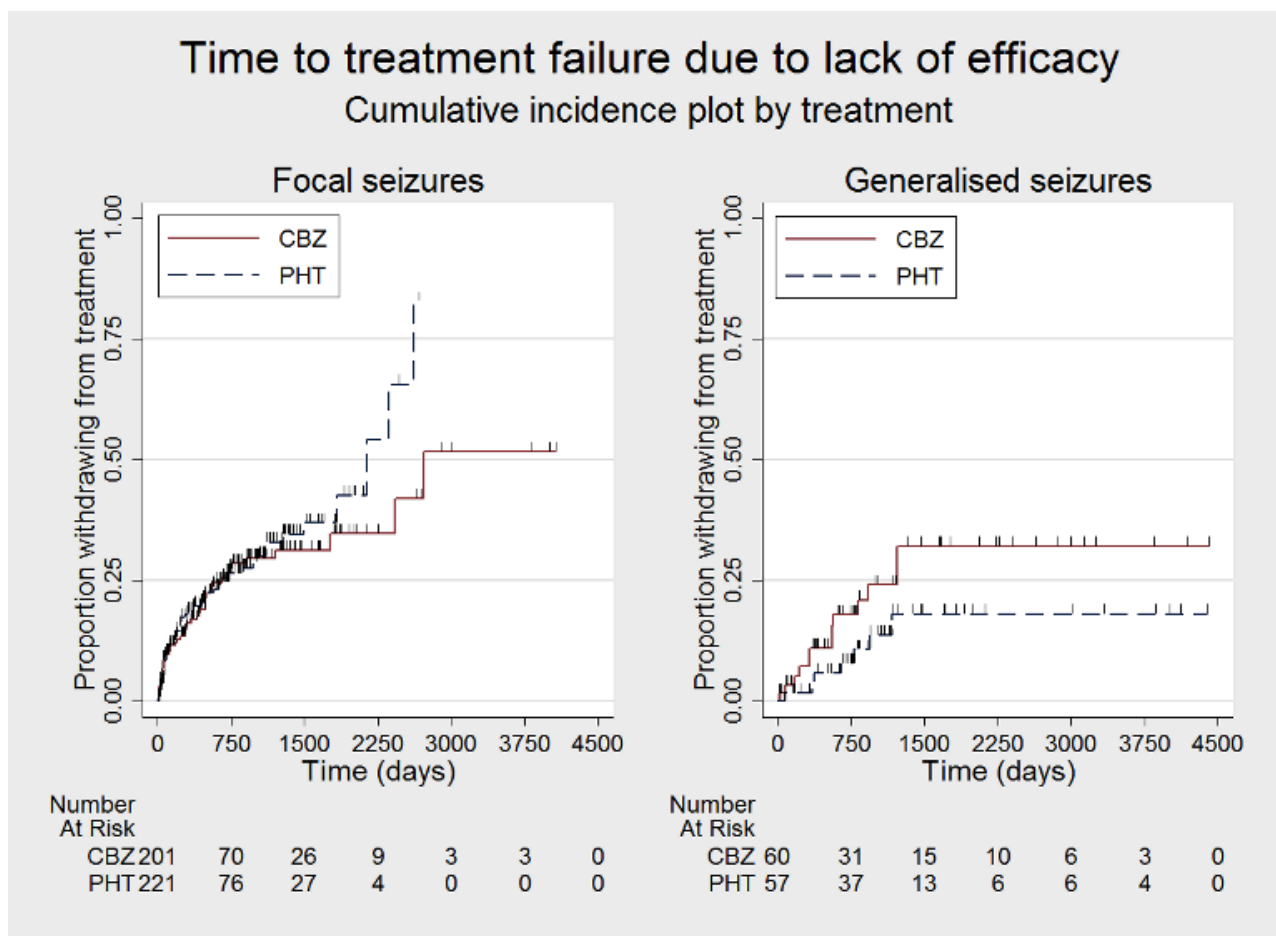 Time to treatment failure due to lack of efficacy
Cumulative incidence plot by treatment
Focal seizures
Proportion withdrawing from treatment
1.00
0.75
0.50
0.25
0.00
CBZ
PHT
0 750 1500 2250 3000 3750 4500
Time (days)
Number
At Risk
CBZ 201 70 26 9 3 3 0
PHT 221 76 27 4 0 0 0
Generalised seizures
Proportion withdrawing from treatment
1.00
0.75
0.50
0.25
0.00
CBZ
PHT
0 750 1500 2250 3000 3750 4500
Time (days)
Number
At Risk
CBZ 60 31 15 10 6 3 0
PHT 57 37 13 6 6 4 0